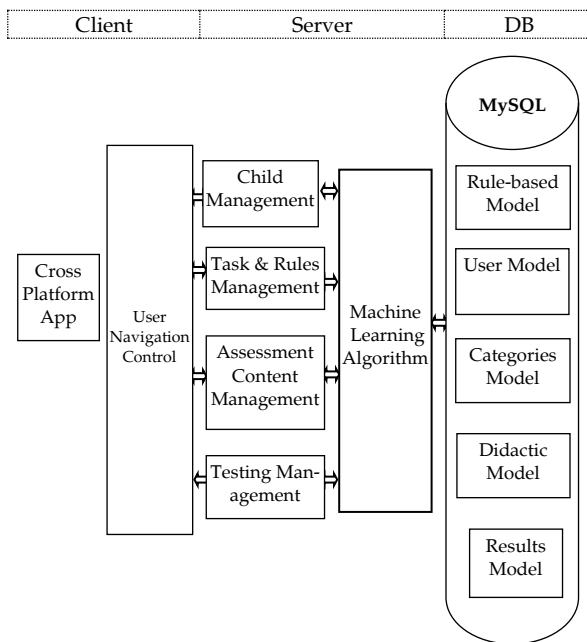 Client
Server
DB
MySQL
Cross
Platform
App
User
Navigation
Control
Child
Management
Task & Rules
Management
Assessment
Content
Management
Testing Man-
agement
Machine
Learning
Algorithm
Rule-based
Model
User Model
Categories
Model
Didactic
Model
Results
Model